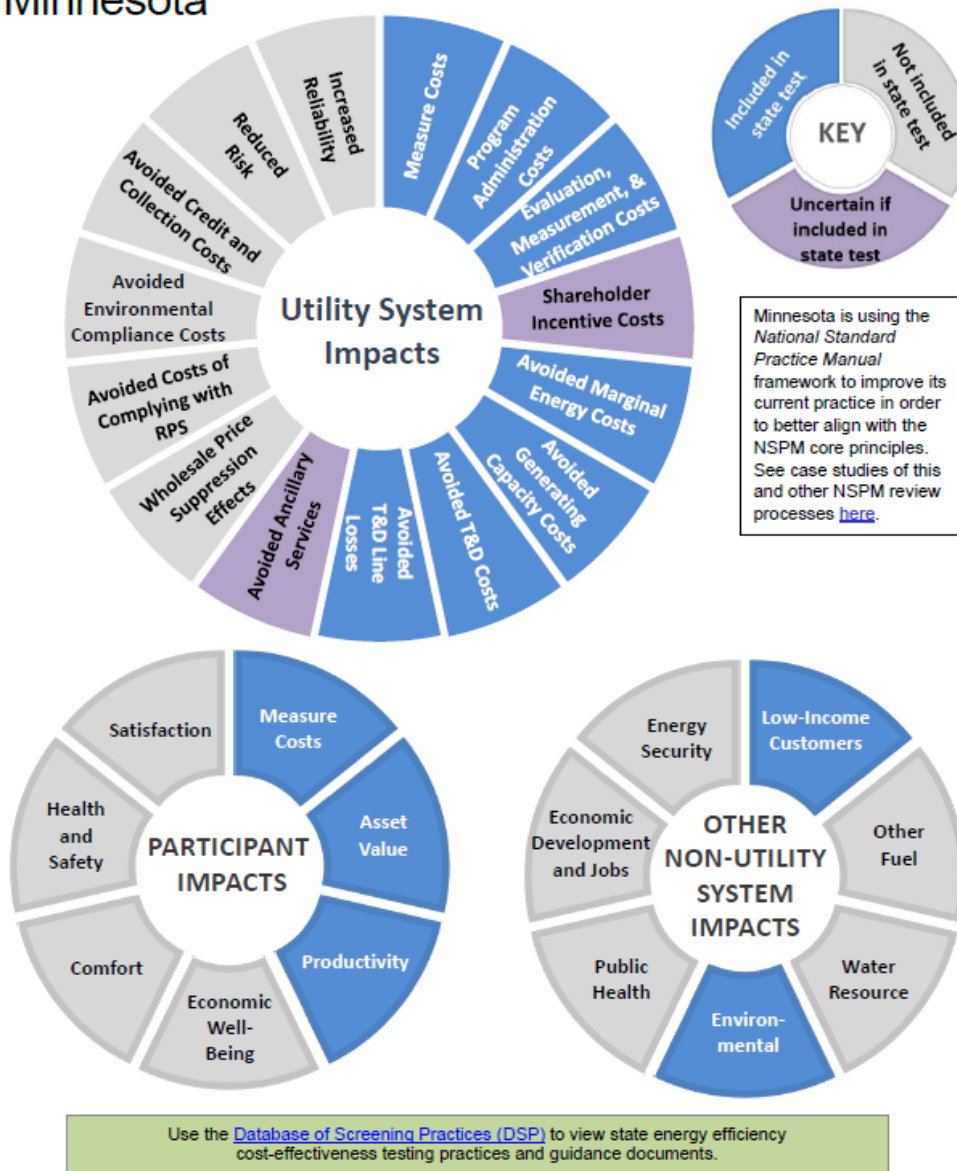 Minnesota
Measure Costs
Program
Administration
Costs
Evaluation,
Measurement, &
Verification Costs
Shareholder
Incentive Costs
Avoided Marginal
Energy Costs
Avoided
Generating
Capacity Costs
Avoided T&D Costs
Avoided
T&D Line
Losses
Avoided Ancillary
Services
Wholesale Price
Suppression
Effects
Avoided Costs of
Complying with
RPS
Avoided
Environmental
Compliance Costs
Avoided Credit and
Collection Costs
Reduced
Risk
Increased
Reliability
Utility System
Impacts
Included in
state test
Not included
in state test
KEY
Uncertain if
included in
state test
Minnesota is using the
National Standard
Practice Manual
framework to improve its
current practice in order
to better align with the
NSPM core principles.
See case studies of this
and other NSPM review
processes here.
Measure
Costs
Asset
Value
Productivity
Economic
Well-
Being
Comfort
Health
and
Safety
Satisfaction
PARTICIPANT
IMPACTS
Low-Income
Customers
Other
Fuel
Water
Resource
Environ-
mental
Public
Health
Economic
Development
and Jobs
Energy
Security
OTHER
NON-UTILITY
SYSTEM
IMPACTS
Use the Database of Screening Practices (DSP) to view state energy efficiency
cost-effectiveness testing practices and guidance documents.